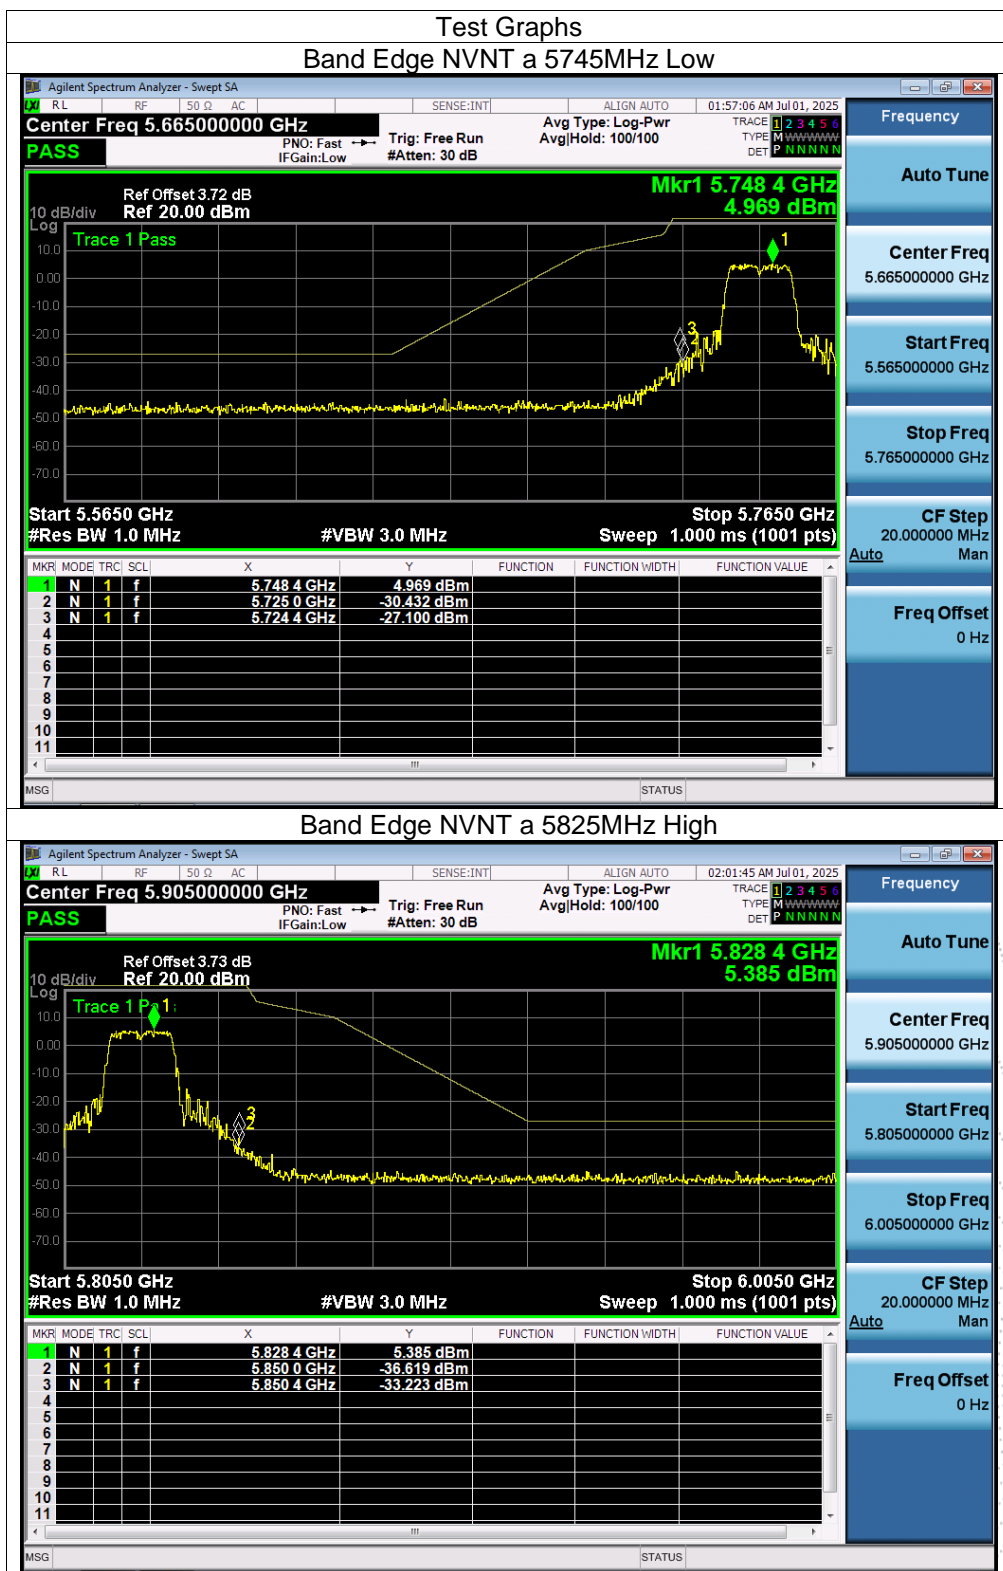 Test Graphs
Band Edge NVNT a 5745MHz Low
Agilent Spectrum Analyzer - Swept SA
LXI RL RF 50 Ω AC SENSE:INT ALIGN AUTO 01:57:06 AM Jul 01, 2025
Center Freq 5.665000000 GHz
PASS
PNO: Fast
IFGain:Low
Trig: Free Run
#Atten: 30 dB
Avg Type: Log-Pwr
Avg|Hold: 100/100
TRACE 1 2 3 4 5 6
TYPE M W W W W W
DET P N N N N N
Ref Offset 3.72 dB
10 dB/div Ref 20.00 dBm
Log
Mkr1 5.748 4 GHz
4.969 dBm
Trace 1 Pass
10.0
0.00
-10.0
-20.0
-30.0
-40.0
-50.0
-60.0
-70.0
1
3
2
Start 5.5650 GHz Stop 5.7650 GHz
#Res BW 1.0 MHz #VBW 3.0 MHz Sweep 1.000 ms (1001 pts)
MKR MODE TRC SCL X Y FUNCTION FUNCTION WIDTH FUNCTION VALUE
1 N 1 f 5.748 4 GHz 4.969 dBm
2 N 1 f 5.725 0 GHz -30.432 dBm
3 N 1 f 5.724 4 GHz -27.100 dBm
4
5
6
7
8
9
10
11
MSG STATUS
Frequency
Auto Tune
Center Freq
5.665000000 GHz
Start Freq
5.565000000 GHz
Stop Freq
5.765000000 GHz
CF Step
20.000000 MHz
Auto Man
Freq Offset
0 Hz
Band Edge NVNT a 5825MHz High
Agilent Spectrum Analyzer - Swept SA
LXI RL RF 50 Ω AC SENSE:INT ALIGN AUTO 02:01:45 AM Jul 01, 2025
Center Freq 5.905000000 GHz
PASS
PNO: Fast
IFGain:Low
Trig: Free Run
#Atten: 30 dB
Avg Type: Log-Pwr
Avg|Hold: 100/100
TRACE 1 2 3 4 5 6
TYPE M W W W W W
DET P N N N N N
Ref Offset 3.73 dB
10 dB/div Ref 20.00 dBm
Log
Mkr1 5.828 4 GHz
5.385 dBm
Trace 1
10.0
0.00
-10.0
-20.0
-30.0
-40.0
-50.0
-60.0
-70.0
1
3
2
Start 5.8050 GHz Stop 6.0050 GHz
#Res BW 1.0 MHz #VBW 3.0 MHz Sweep 1.000 ms (1001 pts)
MKR MODE TRC SCL X Y FUNCTION FUNCTION WIDTH FUNCTION VALUE
1 N 1 f 5.828 4 GHz 5.385 dBm
2 N 1 f 5.850 0 GHz -36.619 dBm
3 N 1 f 5.850 4 GHz -33.223 dBm
4
5
6
7
8
9
10
11
MSG STATUS
Frequency
Auto Tune
Center Freq
5.905000000 GHz
Start Freq
5.805000000 GHz
Stop Freq
6.005000000 GHz
CF Step
20.000000 MHz
Auto Man
Freq Offset
0 Hz